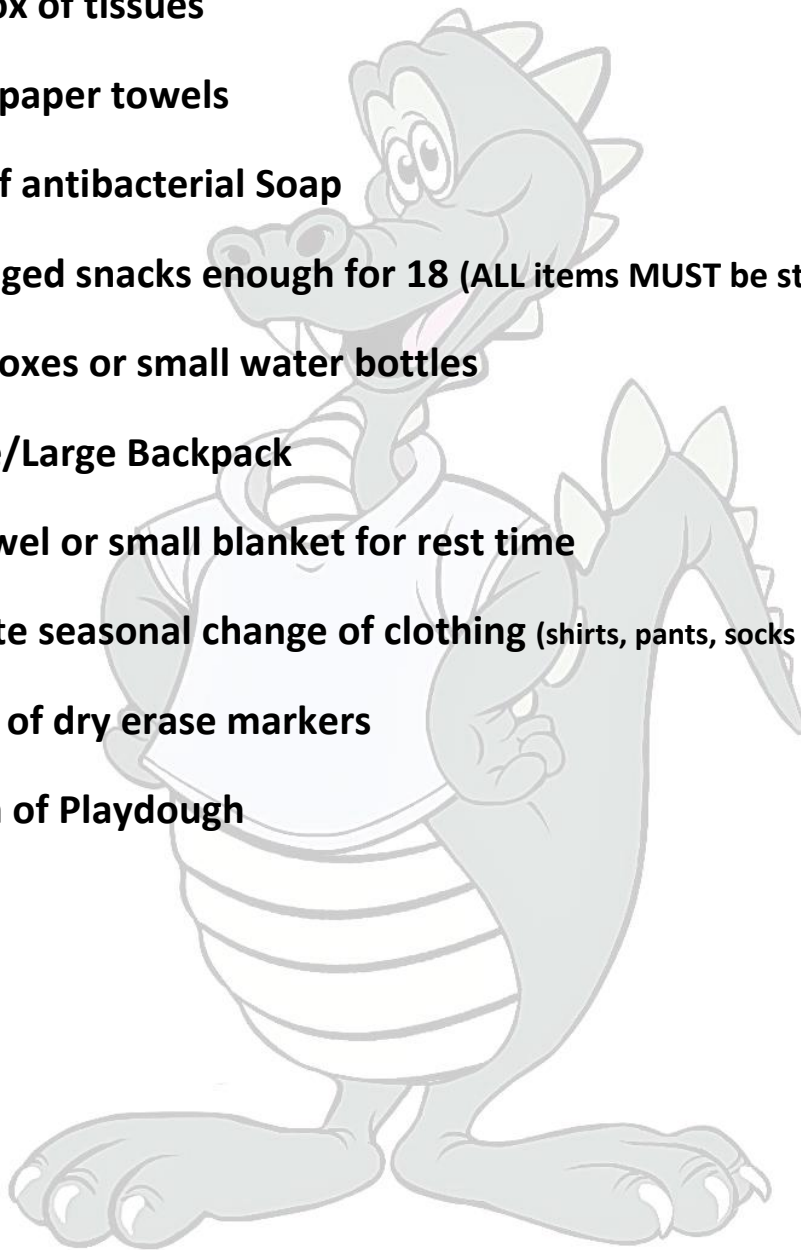 ox of tissues
paper towels
f antibacterial Soap
ged snacks enough for 18 (ALL items MUST be st
oxes or small water bottles
e/Large Backpack
wel or small blanket for rest time
te seasonal change of clothing (shirts, pants, socks
of dry erase markers
of Playdough